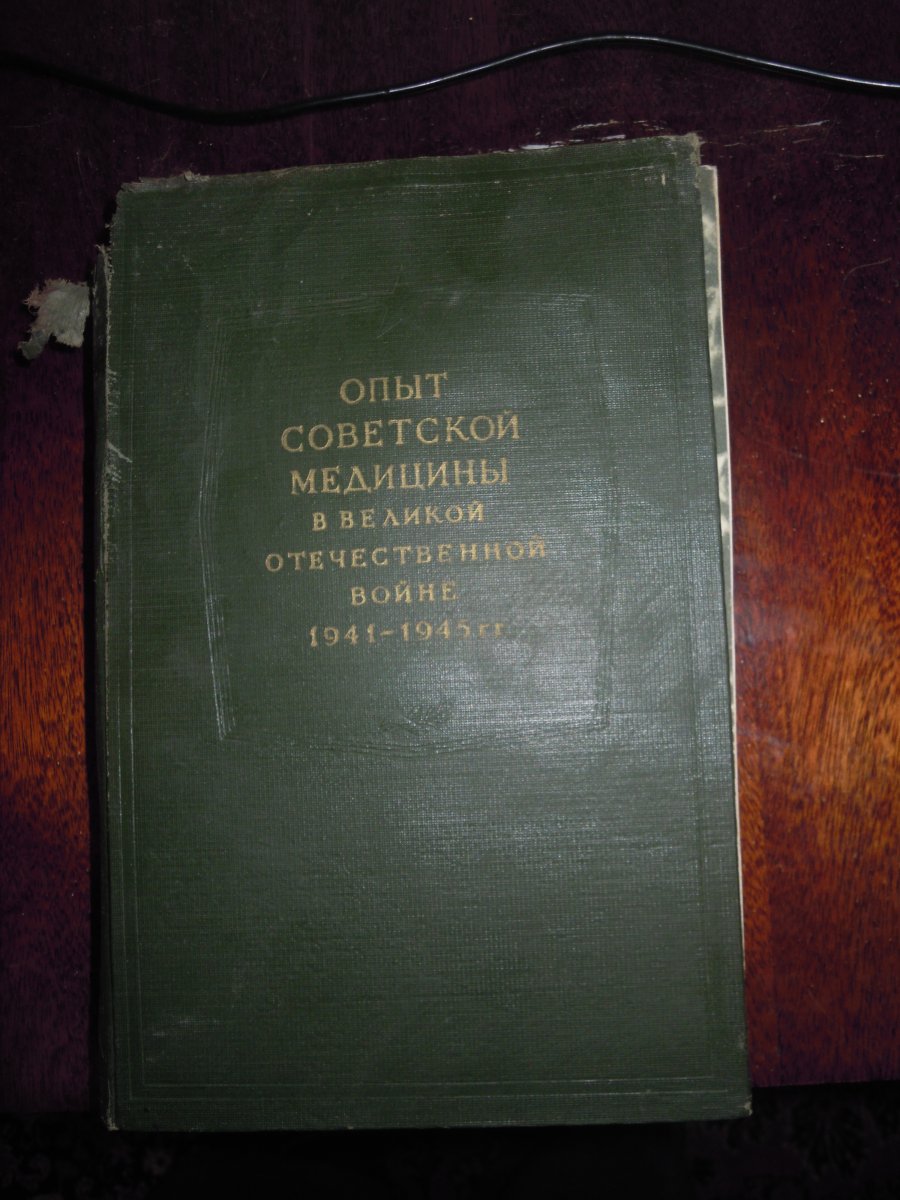 ОПЫТ
СОВЕТСКОЙ
МЕДИЦИНЫ
В ВЕЛИКОЙ
ОТЕЧЕСТВЕННОЙ
ВОЙНЕ
1941-1945 гг